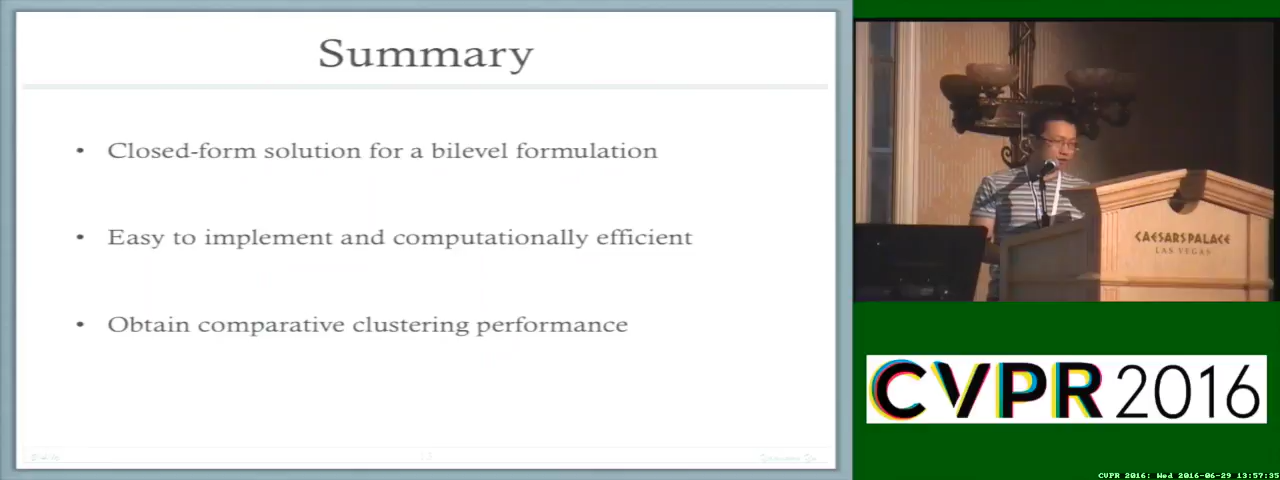 Summary
• Closed-form solution for a bilevel formulation
• Easy to implement and computationally efficient
• Obtain comparative clustering performance
CAESARS PALACE
LAS VEGAS
CVPR 2016
CVPR 2016: Wed 2016-06-29 13:57:35